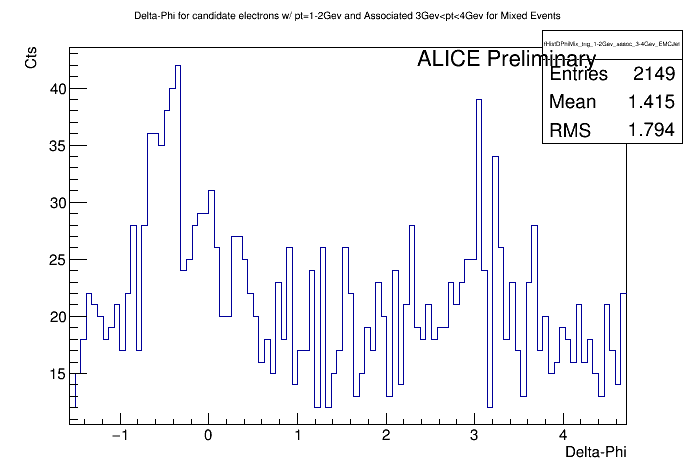 Delta-Phi for candidate electrons w/ pt=1-2Gev and Associated 3Gev<pt<4Gev for Mixed Events
Cts
ALICE Preliminary
fHistDPhiMix_trig_1-2Gev_assoc_3-4Gev_EMCJet
Entries 2149
Mean 1.415
RMS 1.794
40
35
30
25
20
15
−1 0 1 2 3 4
Delta-Phi